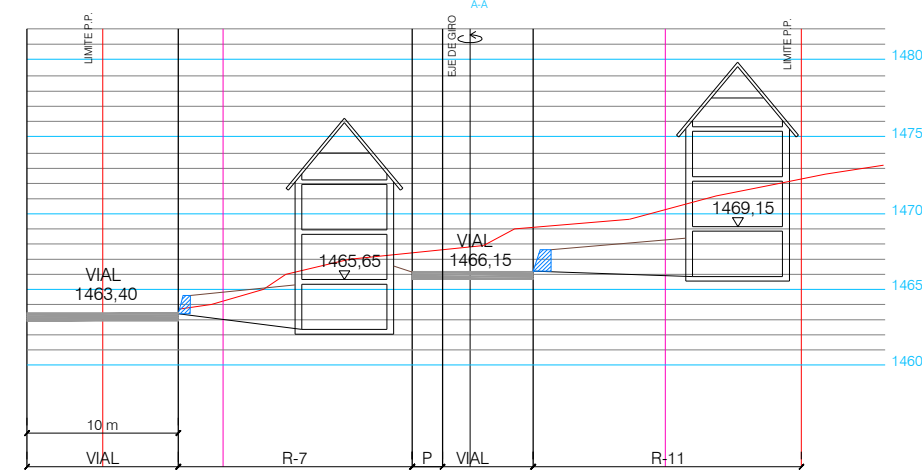 A-A
LIMITE P.P.
EJE DE GIRO
LIMITE P.P.
1480
1475
1470
1469,15
VIAL
1466,15
1465,65
VIAL
1463,40
1465
1460
10 m
VIAL
R-7
P
VIAL
R-11